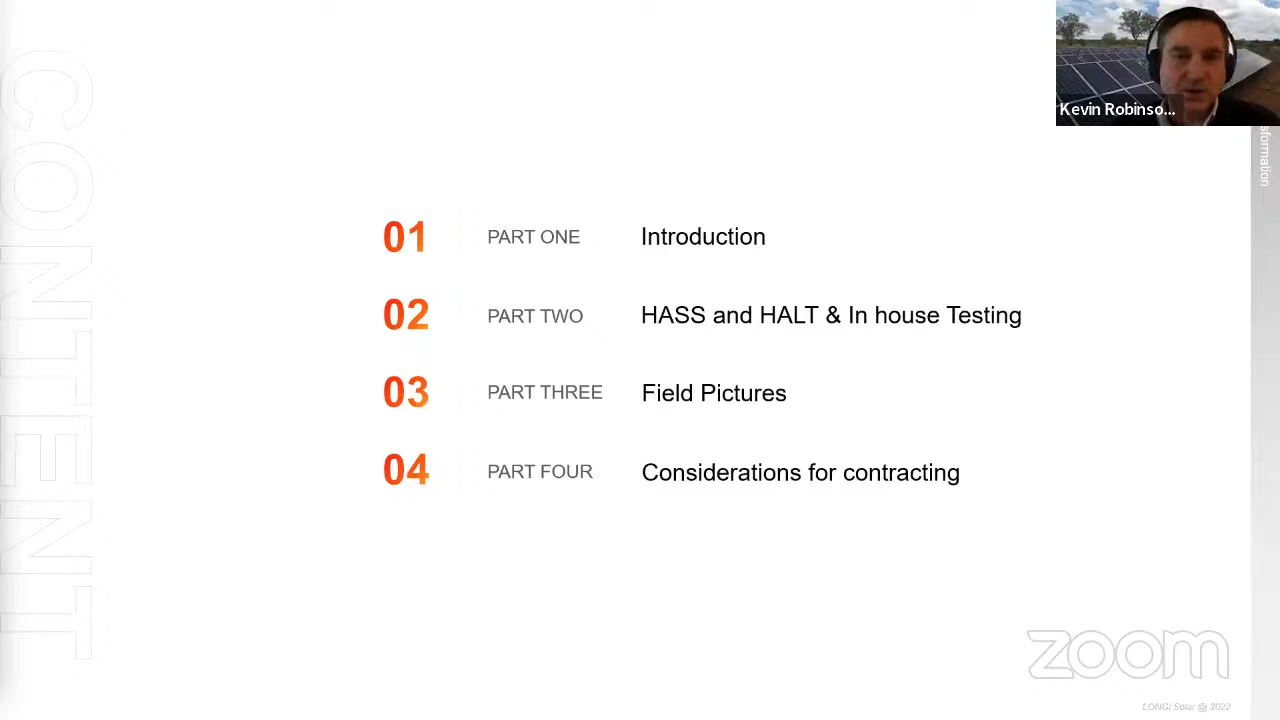 CONTENT
Kevin Robinso...
sformation
01 PART ONE Introduction
02 PART TWO HASS and HALT & In house Testing
03 PART THREE Field Pictures
04 PART FOUR Considerations for contracting
zoom
LONGi Solar @ 2022